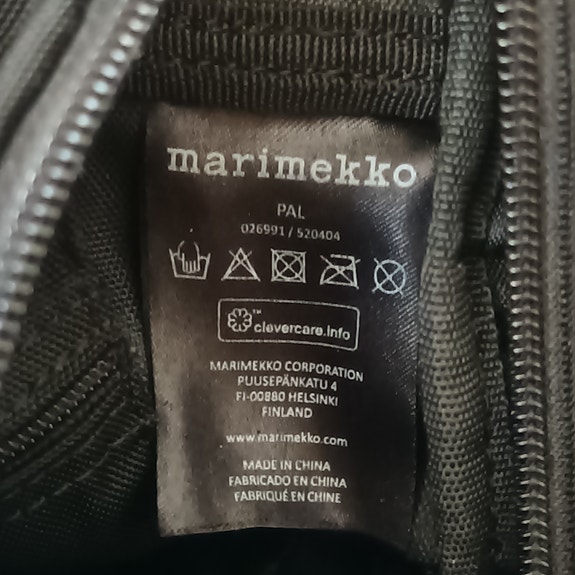 marimekko
PAL
026991 / 520404
™
clevercare.info
MARIMEKKO CORPORATION
PUUSEPÄNKATU 4
FI-00880 HELSINKI
FINLAND
www.marimekko.com
MADE IN CHINA
FABRICADO EN CHINA
FABRIQUÉ EN CHINE